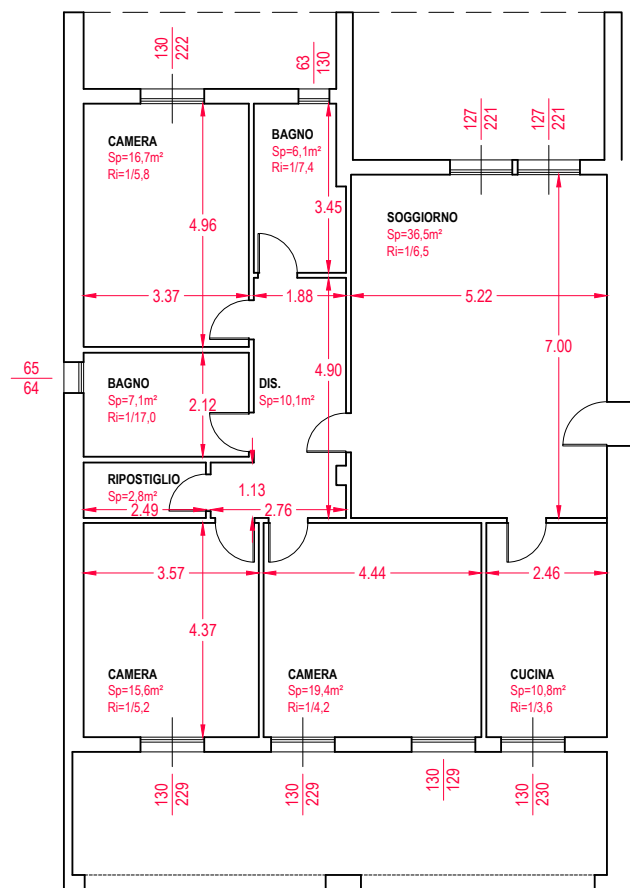 130
222
63
130
127
221
127
221
CAMERA
Sp=16,7m²
Ri=1/5,8
BAGNO
Sp=6,1m²
Ri=1/7,4
SOGGIORNO
Sp=36,5m²
Ri=1/6,5
4.96
3.45
3.37
1.88
5.22
7.00
65
64
BAGNO
Sp=7,1m²
Ri=1/17,0
2.12
DIS.
Sp=10,1m²
4.90
RIPOSTIGLIO
Sp=2,8m²
2.49
1.13
2.76
3.57
4.44
2.46
4.37
CAMERA
Sp=15,6m²
Ri=1/5,2
CAMERA
Sp=19,4m²
Ri=1/4,2
CUCINA
Sp=10,8m²
Ri=1/3,6
130
229
130
229
130
129
130
230